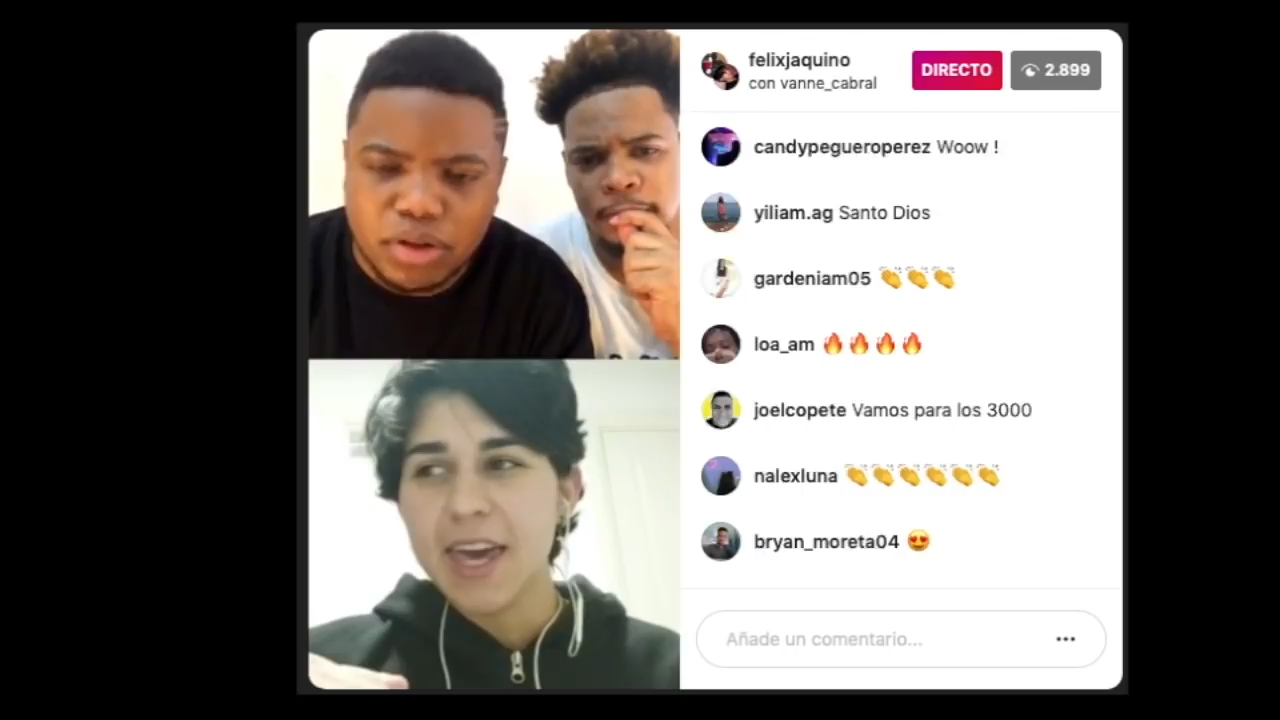 felixjaquino
con vanne_cabral
DIRECTO
2.899
candypegueroperez Woow !
yiliam.ag Santo Dios
gardeniam05 👏👏👏
loa_am 🔥🔥🔥🔥
joelcopete Vamos para los 3000
nalexluna 👏👏👏👏👏👏
bryan_moreta04 😍
Añade un comentario...